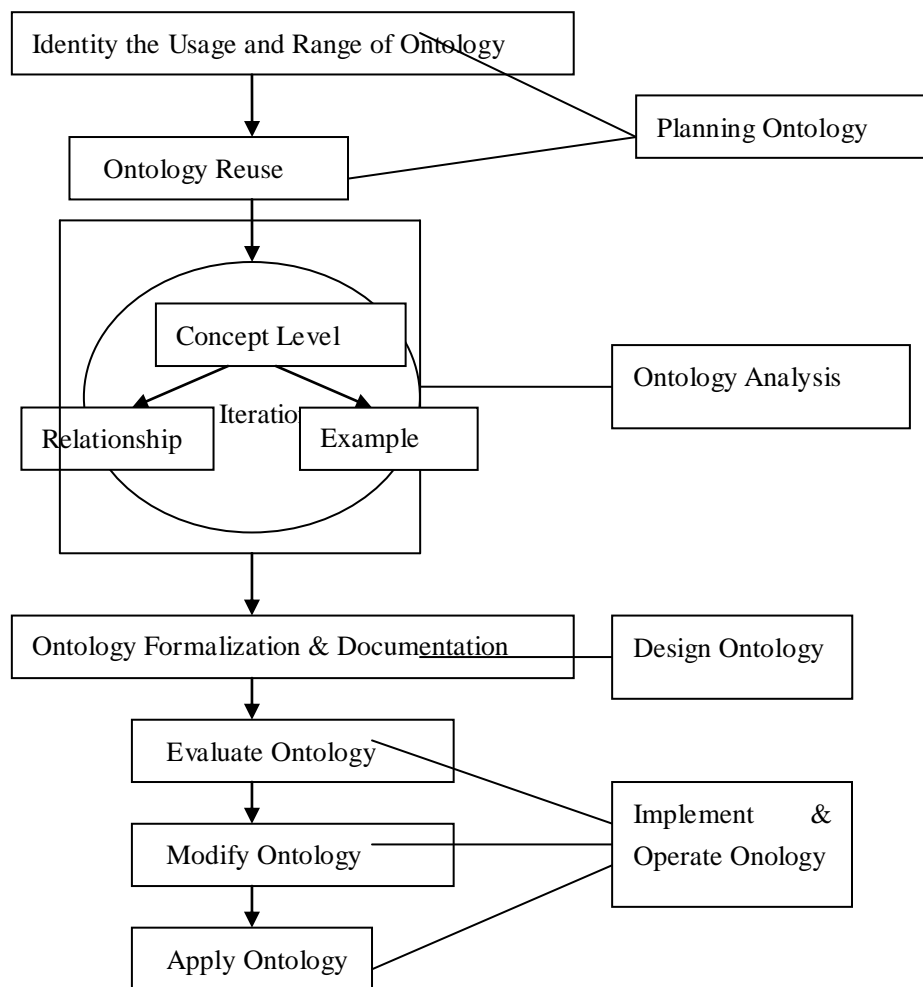 Identity the Usage and Range of Ontology
Planning Ontology
Ontology Reuse
Concept Level
Ontology Analysis
Iteration
Relationship
Example
Ontology Formalization & Documentation
Design Ontology
Evaluate Ontology
Implement &
Operate Onology
Modify Ontology
Apply Ontology